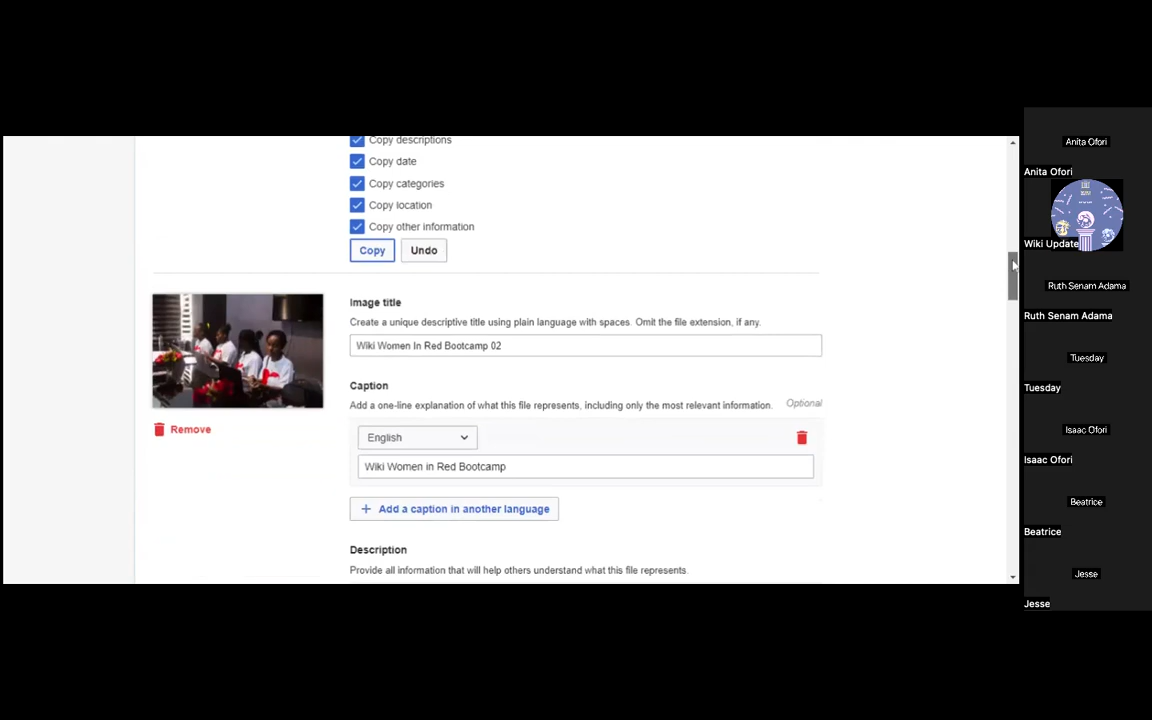 Copy descriptions
Copy date
Copy categories
Copy location
Copy other information
Copy
Undo
Image title
Create a unique descriptive title using plain language with spaces. Omit the file extension, if any.
Wiki Women In Red Bootcamp 02
Remove
Caption
Add a one-line explanation of what this file represents, including only the most relevant information.
Optional
English
Wiki Women in Red Bootcamp
+ Add a caption in another language
Description
Provide all information that will help others understand what this file represents.
Anita Ofori
Anita Ofori
Wiki Update
Ruth Senam Adama
Ruth Senam Adama
Tuesday
Tuesday
Isaac Ofori
Isaac Ofori
Beatrice
Beatrice
Jesse
Jesse